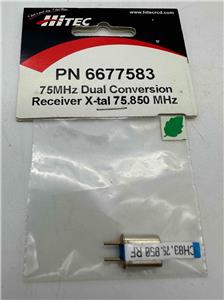 HiTEC
www.hitecrcd.com
PN 6677583
75MHz Dual Conversion
Receiver X-tal 75.850 MHz
CH83.75.850 RF